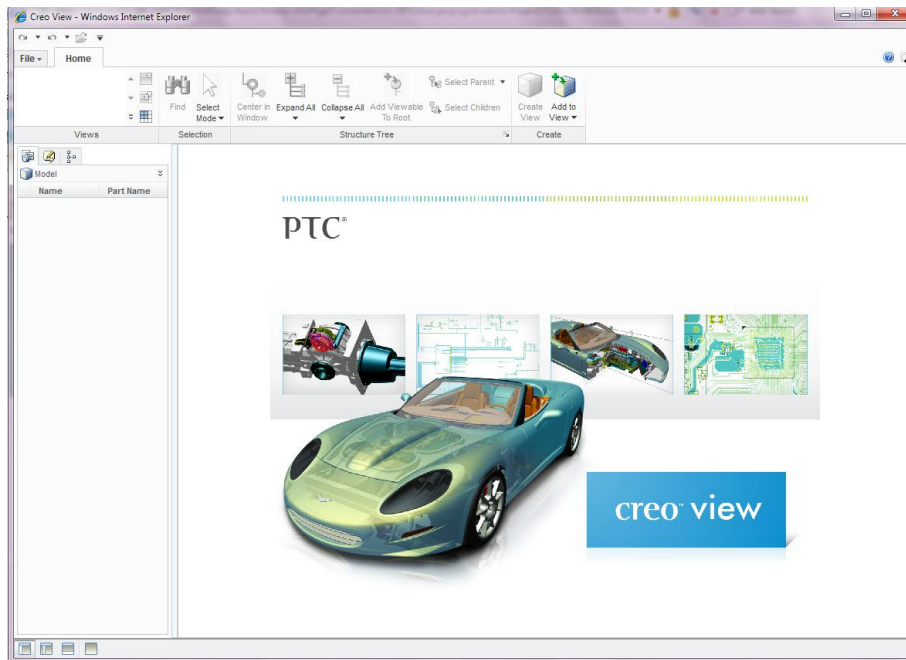 Creo View - Windows Internet Explorer
File
Home
Find
Select Mode
Center in Window
Expand All
Collapse All
Add Viewable To Root
Select Parent
Select Children
Create View
Add to View
Views
Selection
Structure Tree
Create
Model
Name
Part Name
PTC®
creo™ view